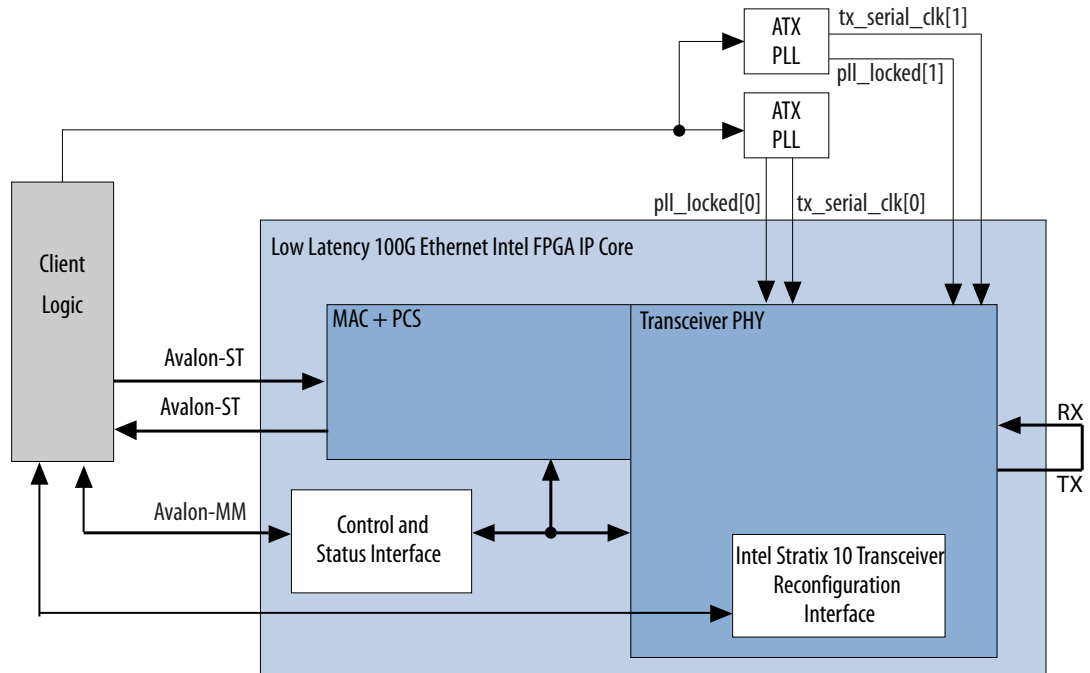 ATX
PLL
tx_serial_clk[1]
pll_locked[1]
ATX
PLL
pll_locked[0]
tx_serial_clk[0]
Low Latency 100G Ethernet Intel FPGA IP Core
Client
Logic
MAC + PCS
Transceiver PHY
Avalon-ST
Avalon-ST
RX
TX
Avalon-MM
Control and
Status Interface
Intel Stratix 10 Transceiver
Reconfiguration
Interface